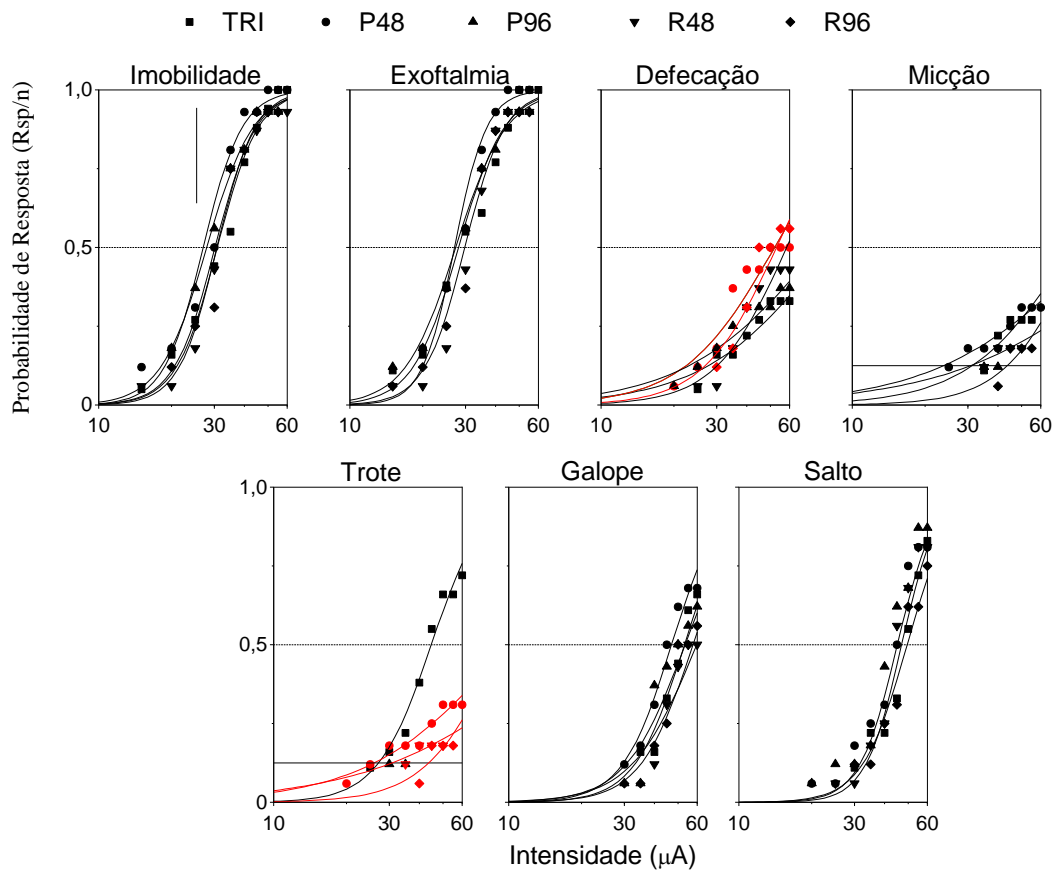 TRI P48 P96 R48 R96
Imobilidade Exoftalmia Defecação Micção
Probabilidade de Resposta (Rsp/n)
1,0
0,5
0
10 30 60 10 30 60 10 30 60 10 30 60
Trote Galope Salto
1,0
0,5
0
10 30 60 10 30 60 10 30 60
Intensidade (μA)